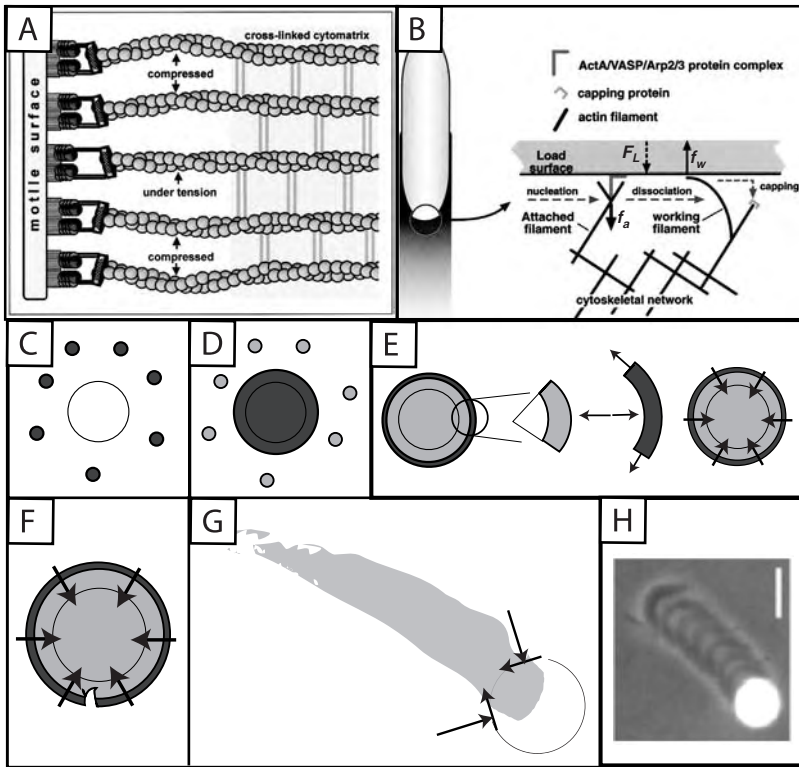 A
cross-linked cytomatrix
compressed
under tension
compressed
motile surface
B
ActA/VASP/Arp2/3 protein complex
capping protein
actin filament
Load
surface
F_L
f_w
nucleation
dissociation
capping
Attached
filament
f_a
working
filament
cytoskeletal network
C
D
E
F
G
H